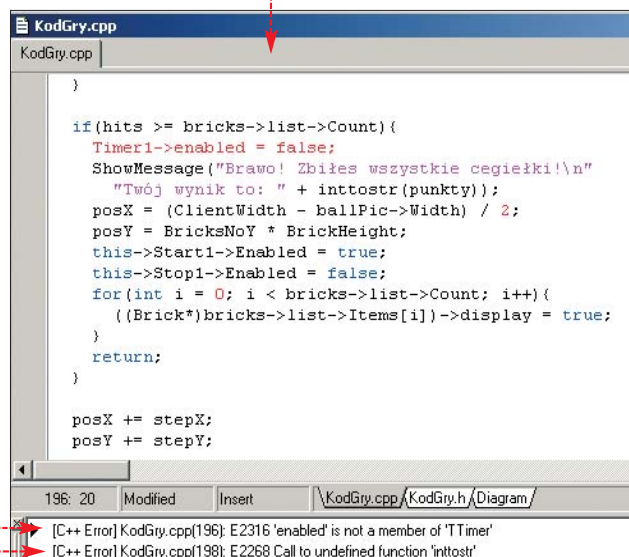 KodGry.cpp
KodGry.cpp
}
if(hits >= bricks->list->Count){
Timer1->enabled = false;
ShowMessage("Brawo! Zbiłes wszystkie cegiełki!\n"
"Twój wynik to: " + inttostr(punkty));
posX = (ClientWidth - ballPic->Width) / 2;
posY = BricksNoY * BrickHeight;
this->Start1->Enabled = true;
this->Stop1->Enabled = false;
for(int i = 0; i < bricks->list->Count; i++){
((Brick*)bricks->list->Items[i])->display = true;
}
return;
}
posX += stepX;
posY += stepY;
196: 20 Modified Insert \KodGry.cpp/KodGry.h/Diagram/
[C++ Error] KodGry.cpp(196): E2316 'enabled' is not a member of 'TTimer'
[C++ Error] KodGry.cpp(198): E2268 Call to undefined function 'inttostr'